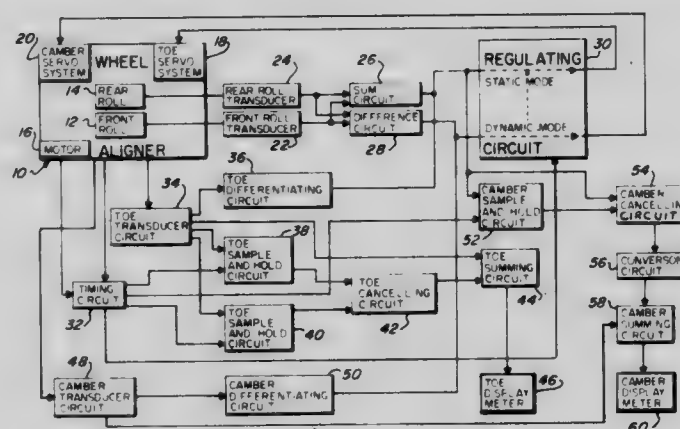 20
CAMBER
SERVO
SYSTEM
WHEEL
TOE SERVO
SYSTEM
18
14
REAR
ROLL
24
REAR ROLL
TRANSDUCER
26
SUM
CIRCUIT
REGULATING
30
STATIC MODE
12
FRONT
ROLL
FRONT ROLL
TRANSDUCER
22
DIFFERENCE
CIRCUIT
28
DYNAMIC MODE
CIRCUIT
16
MOTOR
ALIGNER
10
34
TOE
TRANSDUCER
CIRCUIT
36
TOE
DIFFERENTIATING
CIRCUIT
38
TOE
SAMPLE
AND HOLD
CIRCUIT
CAMBER
SAMPLE
AND HOLD
CIRCUIT
52
54
CAMBER
CANCELLING
CIRCUIT
TIMING
CIRCUIT
32
TOE
SAMPLE
AND HOLD
CIRCUIT
40
TOE
CANCELLING
CIRCUIT
42
TOE
SUMMING
CIRCUIT
44
56
CONVERSION
CIRCUIT
58
CAMBER
SUMMING
CIRCUIT
48
CAMBER
TRANSDUCER
CIRCUIT
50
CAMBER
DIFFERENTIATING
CIRCUIT
TOE
DISPLAY
METER
46
CAMBER
DISPLAY
METER
60